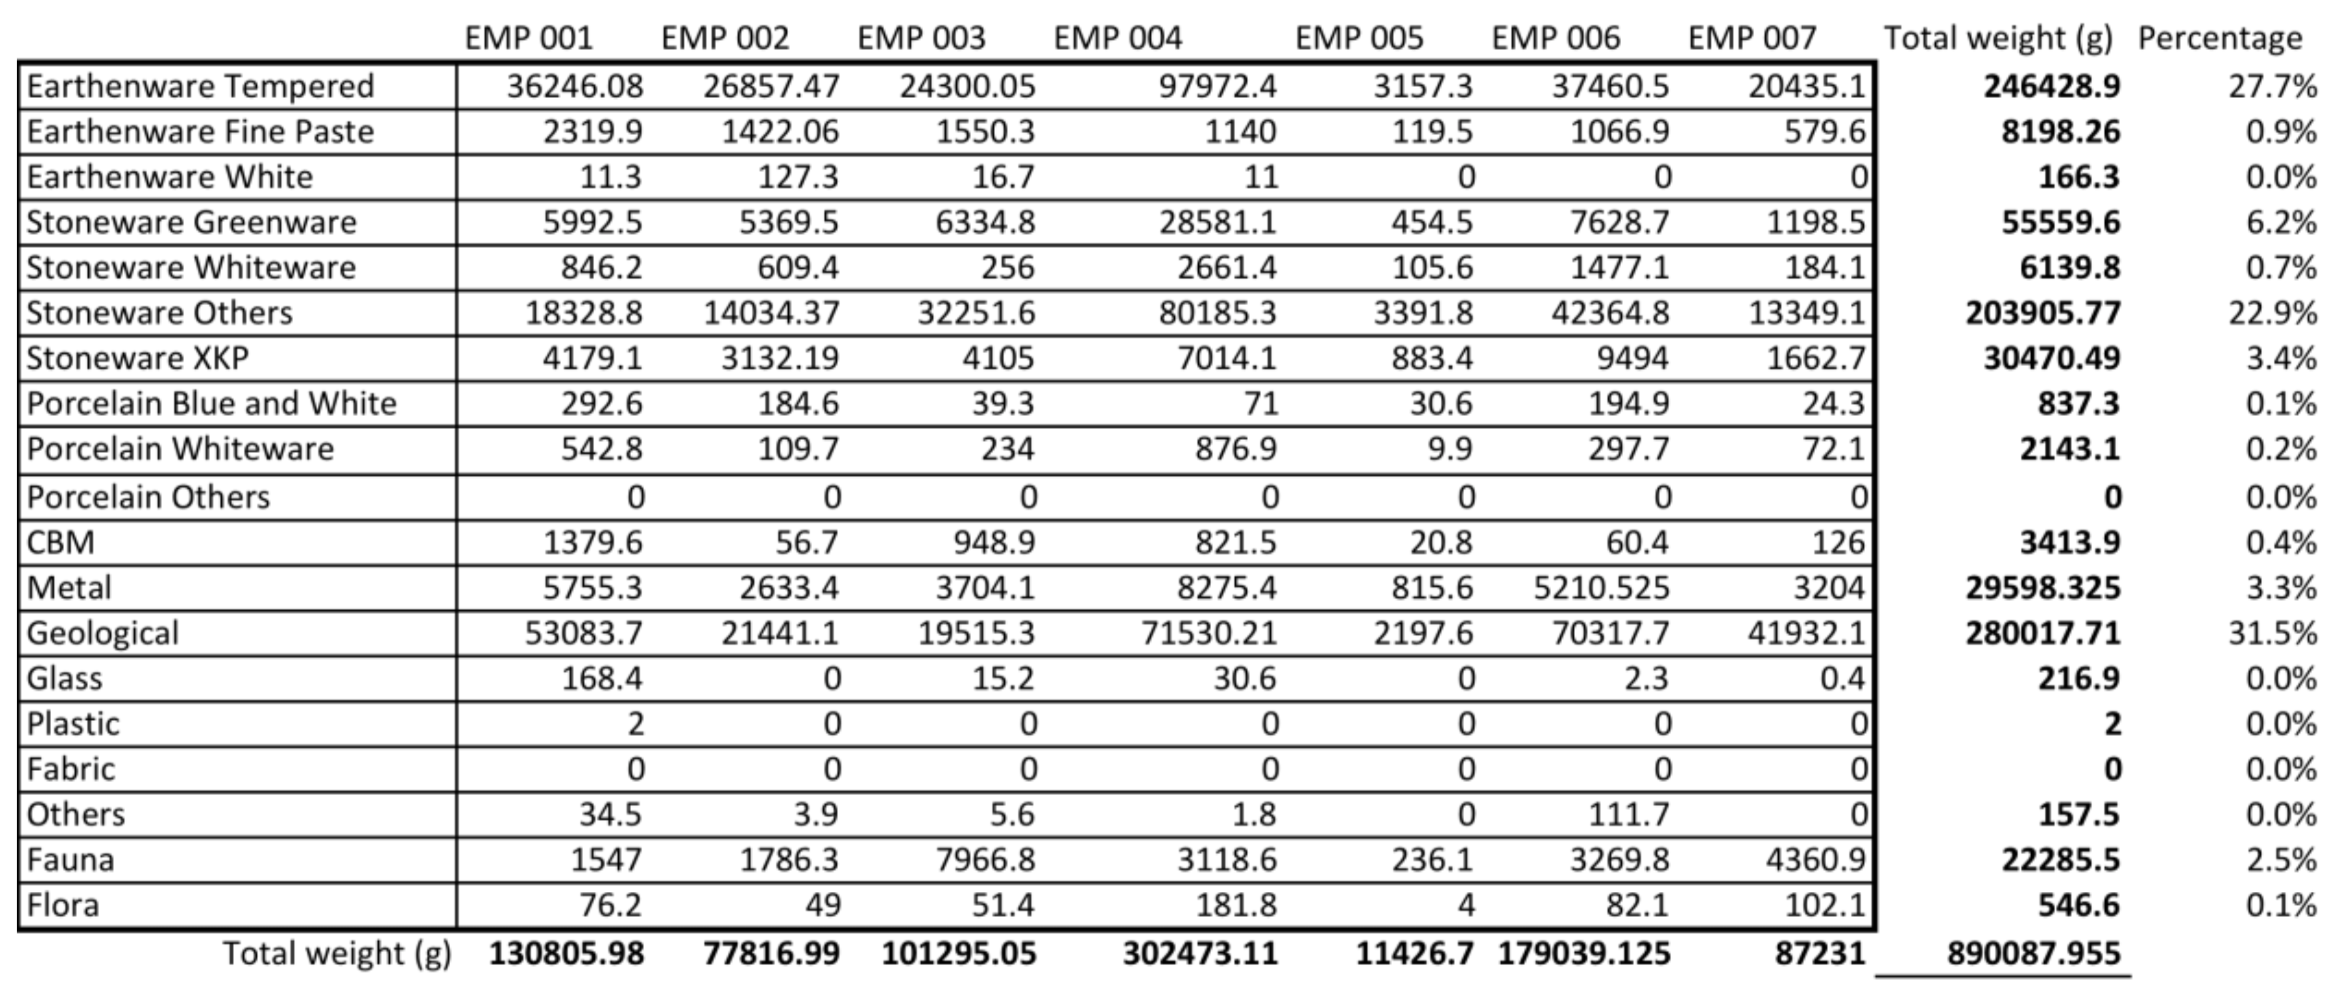 EMP 001 EMP 002 EMP 003 EMP 004 EMP 005 EMP 006 EMP 007 Total weight (g) Percentage
Earthenware Tempered 36246.08 26857.47 24300.05 97972.4 3157.3 37460.5 20435.1 246428.9 27.7%
Earthenware Fine Paste 2319.9 1422.06 1550.3 1140 119.5 1066.9 579.6 8198.26 0.9%
Earthenware White 11.3 127.3 16.7 11 0 0 0 166.3 0.0%
Stoneware Greenware 5992.5 5369.5 6334.8 28581.1 454.5 7628.7 1198.5 55559.6 6.2%
Stoneware Whiteware 846.2 609.4 256 2661.4 105.6 1477.1 184.1 6139.8 0.7%
Stoneware Others 18328.8 14034.37 32251.6 80185.3 3391.8 42364.8 13349.1 203905.77 22.9%
Stoneware XKP 4179.1 3132.19 4105 7014.1 883.4 9494 1662.7 30470.49 3.4%
Porcelain Blue and White 292.6 184.6 39.3 71 30.6 194.9 24.3 837.3 0.1%
Porcelain Whiteware 542.8 109.7 234 876.9 9.9 297.7 72.1 2143.1 0.2%
Porcelain Others 0 0 0 0 0 0 0 0 0.0%
CBM 1379.6 56.7 948.9 821.5 20.8 60.4 126 3413.9 0.4%
Metal 5755.3 2633.4 3704.1 8275.4 815.6 5210.525 3204 29598.325 3.3%
Geological 53083.7 21441.1 19515.3 71530.21 2197.6 70317.7 41932.1 280017.71 31.5%
Glass 168.4 0 15.2 30.6 0 2.3 0.4 216.9 0.0%
Plastic 2 0 0 0 0 0 0 2 0.0%
Fabric 0 0 0 0 0 0 0 0 0.0%
Others 34.5 3.9 5.6 1.8 0 111.7 0 157.5 0.0%
Fauna 1547 1786.3 7966.8 3118.6 236.1 3269.8 4360.9 22285.5 2.5%
Flora 76.2 49 51.4 181.8 4 82.1 102.1 546.6 0.1%
Total weight (g) 130805.98 77816.99 101295.05 302473.11 11426.7 179039.125 87231 890087.955